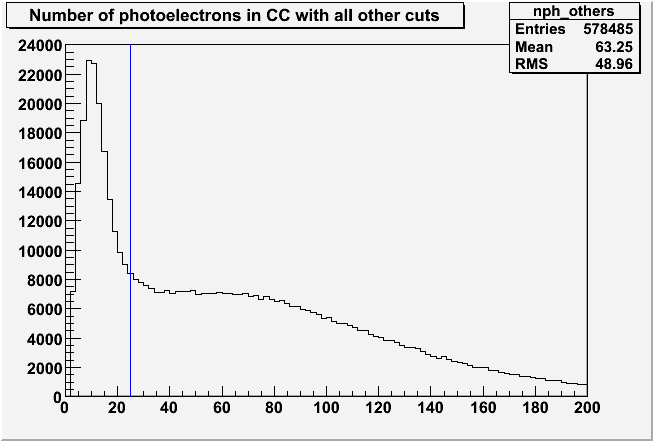 Number of photoelectrons in CC with all other cuts
nph_others
Entries 578485
Mean 63.25
RMS 48.96
24000
22000
20000
18000
16000
14000
12000
10000
8000
6000
4000
2000
0
0 20 40 60 80 100 120 140 160 180 200